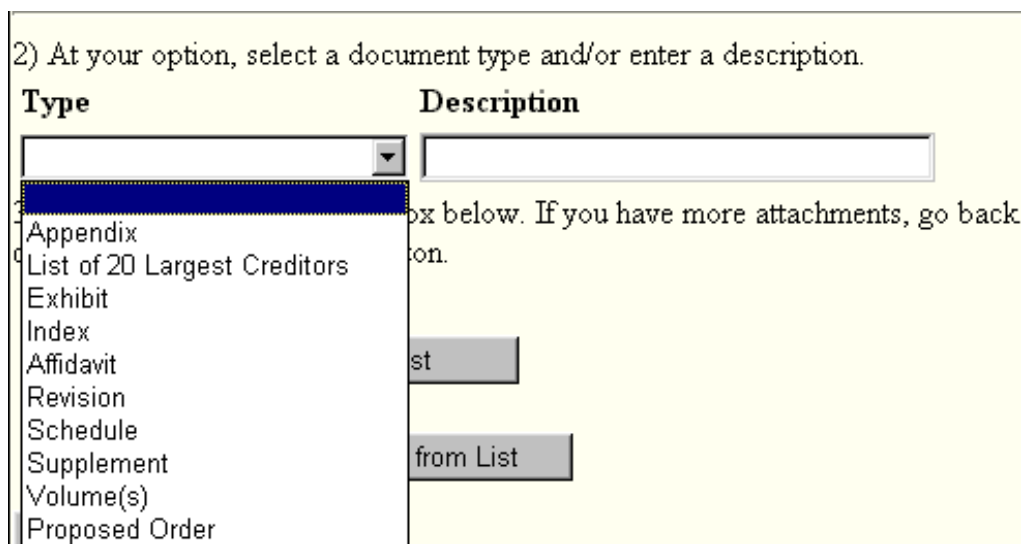 2) At your option, select a document type and/or enter a description.
Type Description
ox below. If you have more attachments, go back
on.
Appendix
List of 20 Largest Creditors
Exhibit
Index
Affidavit
Revision
Schedule
Supplement
Volume(s)
Proposed Order
st
from List